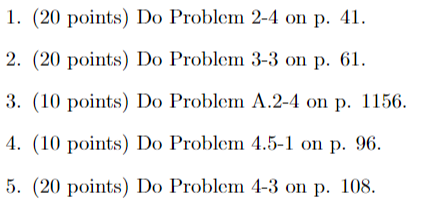 1. (20 points) Do Problem 2-4 on p. 41.
2. (20 points) Do Problem 3-3 on p. 61.
3. (10 points) Do Problem A.2-4 on p. 1156.
4. (10 points) Do Problem 4.5-1 on p. 96.
5. (20 points) Do Problem 4-3 on p. 108.